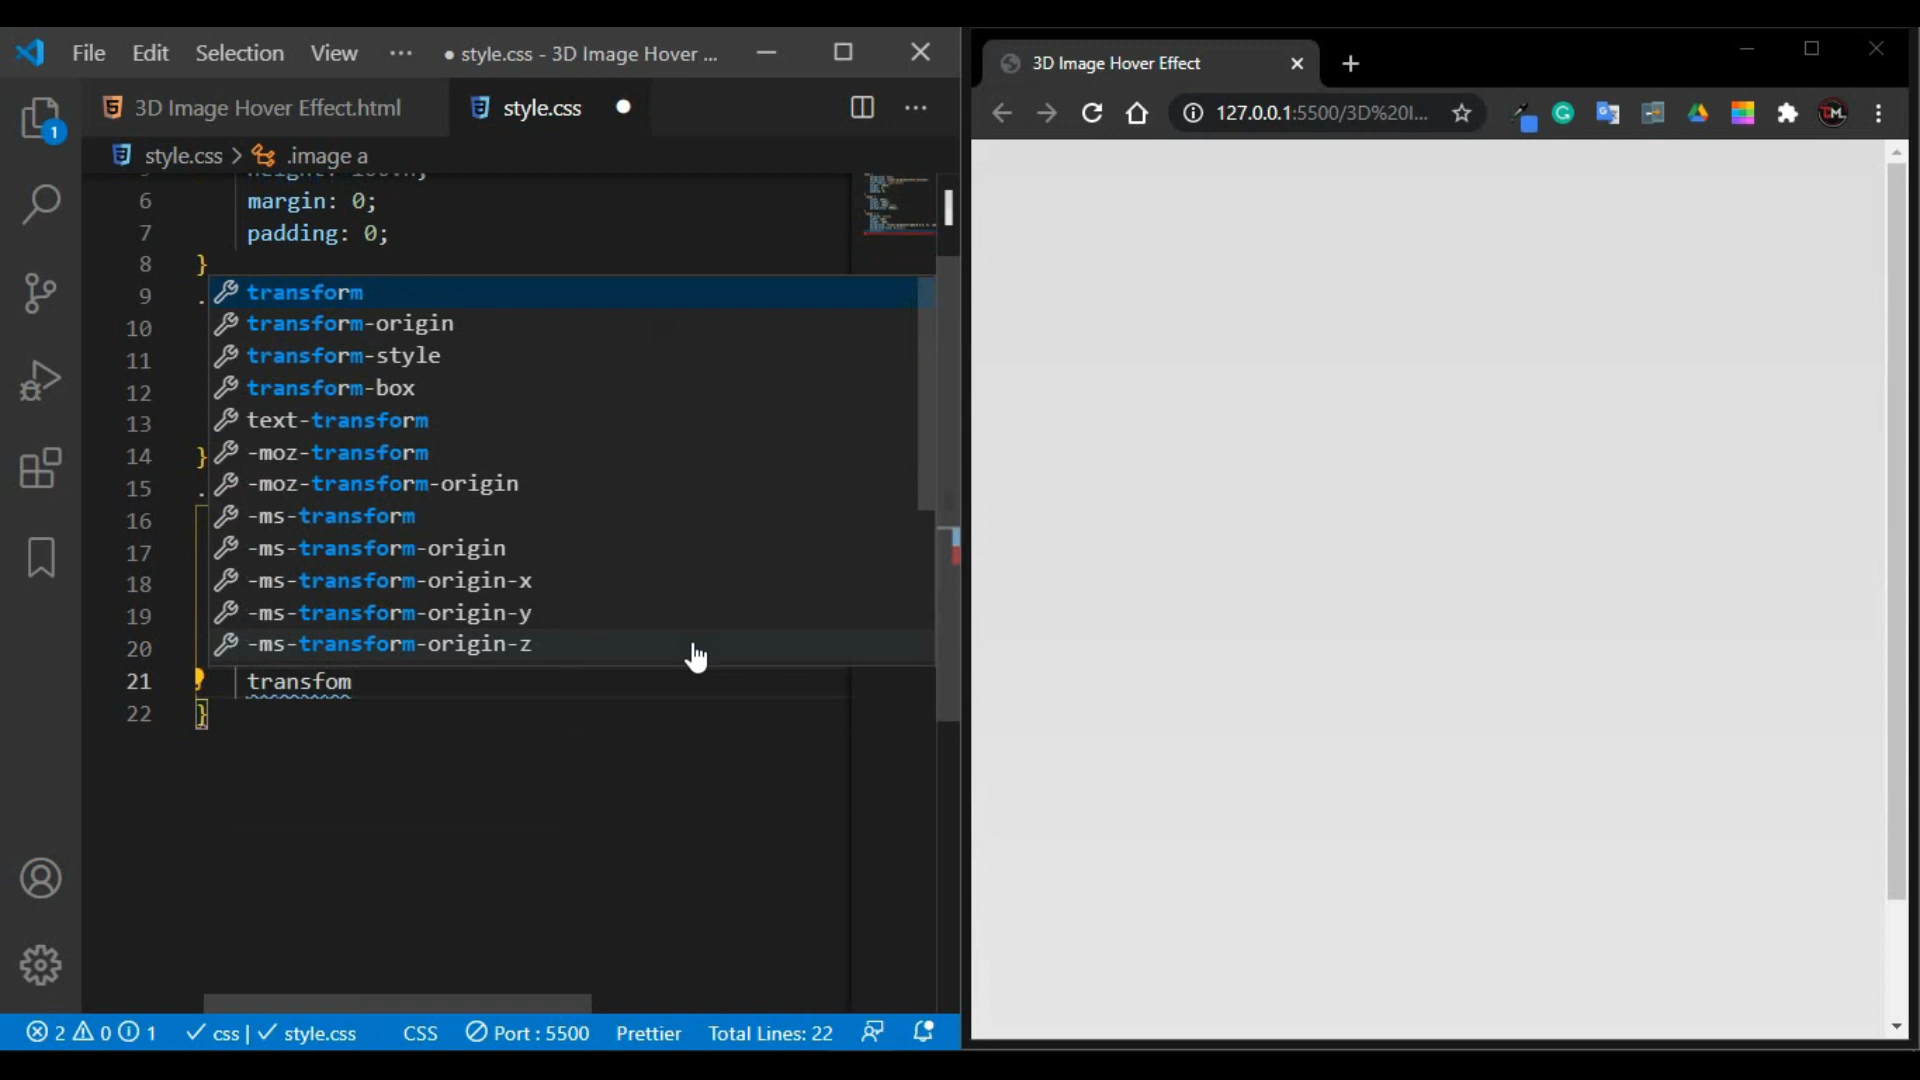 File Edit Selection View ··· ● style.css - 3D Image Hover ...
3D Image Hover Effect.html style.css
style.css > .image a
6 margin: 0;
7 padding: 0;
8 }
9 .
10
11
12
13
14 }
15 .
16
17
18
19
20
transform
transform-origin
transform-style
transform-box
text-transform
-moz-transform
-moz-transform-origin
-ms-transform
-ms-transform-origin
-ms-transform-origin-x
-ms-transform-origin-y
-ms-transform-origin-z
21 transfom
22 }
1
2 0 1 css | style.css CSS Port : 5500 Prettier Total Lines: 22
3D Image Hover Effect
127.0.0.1:5500/3D%20I...
TM